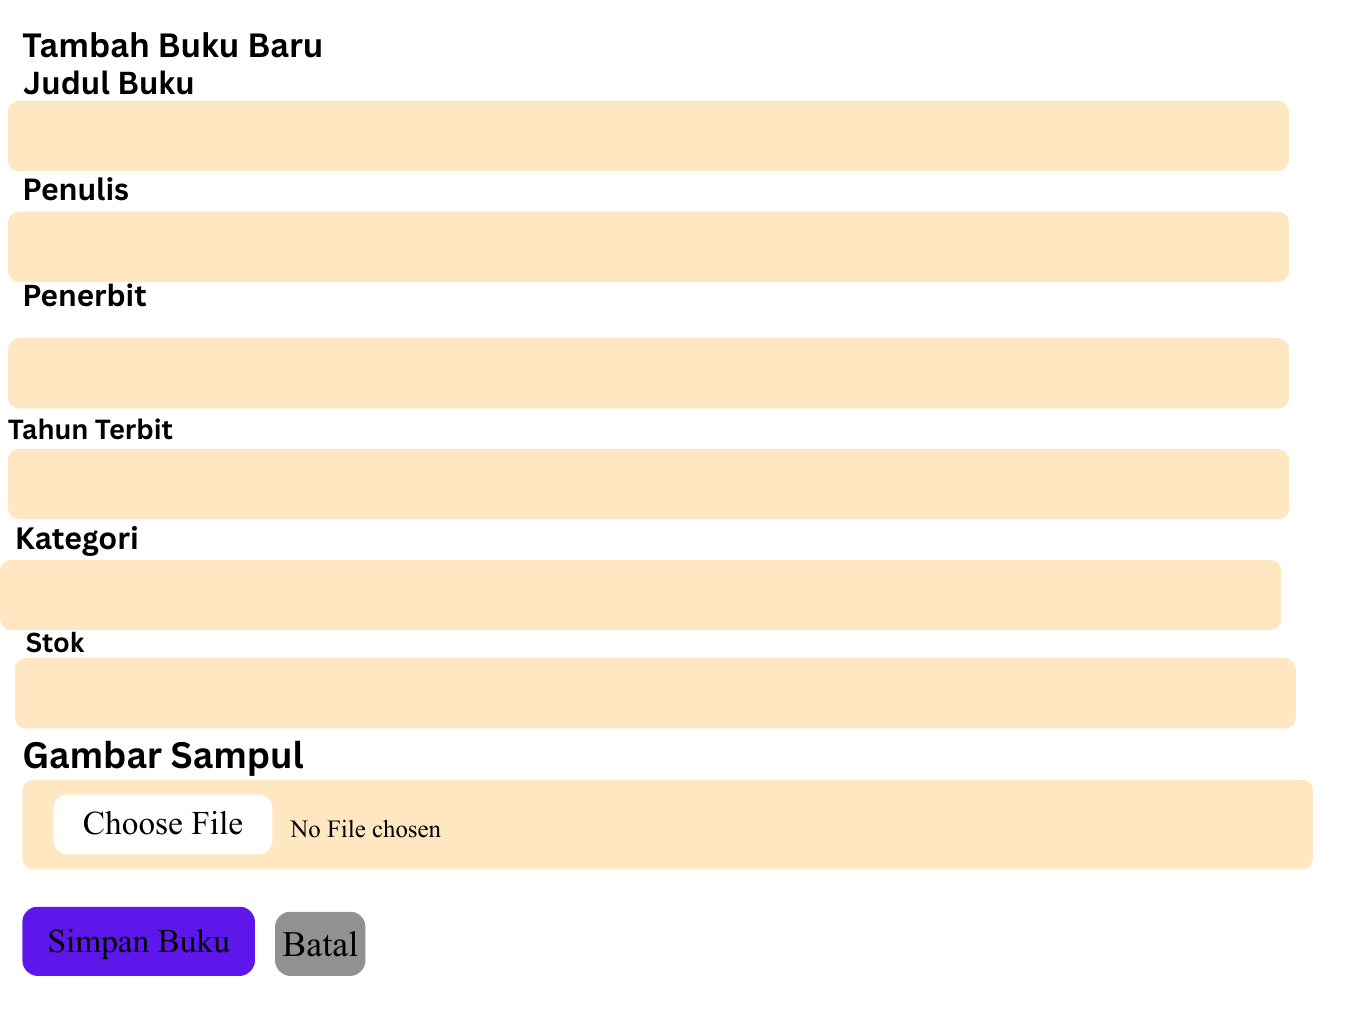 Tambah Buku Baru
Judul Buku
Penulis
Penerbit
Tahun Terbit
Kategori
Stok
Gambar Sampul
Choose File No File chosen
Simpan Buku Batal